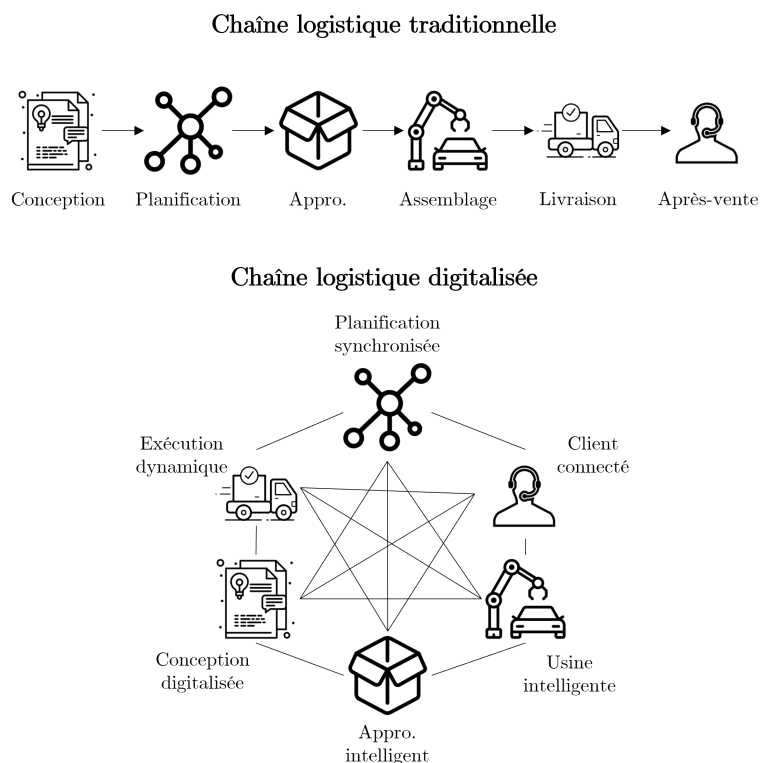 Chaîne logistique traditionnelle
Conception
Planification
Appro.
Assemblage
Livraison
Après-vente
Chaîne logistique digitalisée
Planification
synchronisée
Exécution
dynamique
Client
connecté
Conception
digitalisée
Usine
intelligente
Appro.
intelligent